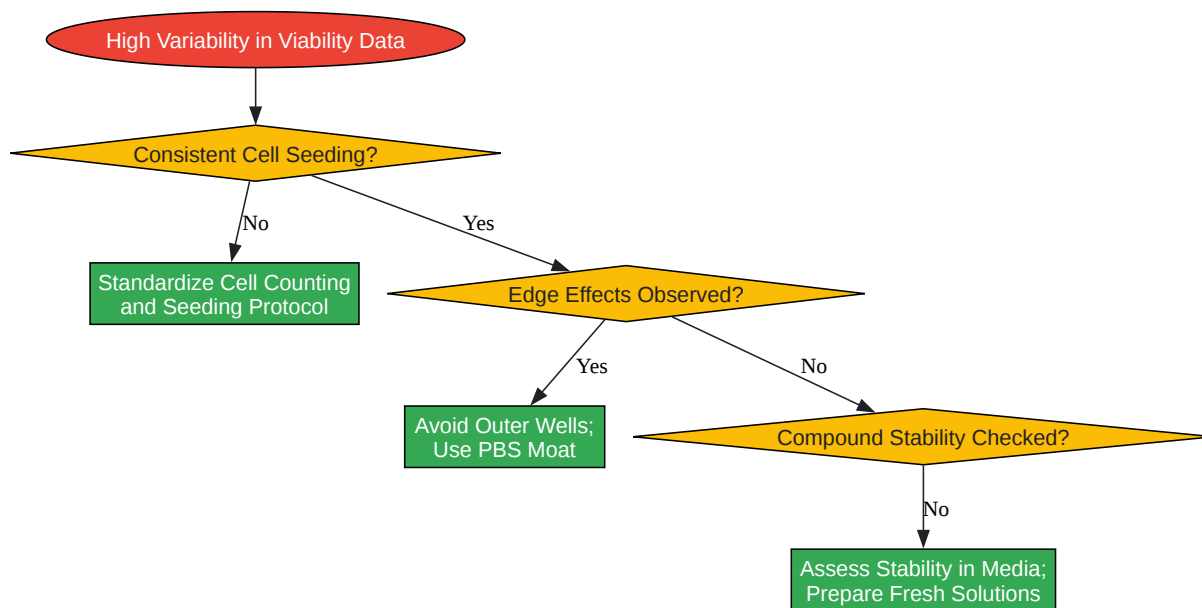 High Variability in Viability Data
Consistent Cell Seeding?
No
Yes
Standardize Cell Counting
and Seeding Protocol
Edge Effects Observed?
Yes
No
Avoid Outer Wells;
Use PBS Moat
Compound Stability Checked?
No
Assess Stability in Media;
Prepare Fresh Solutions